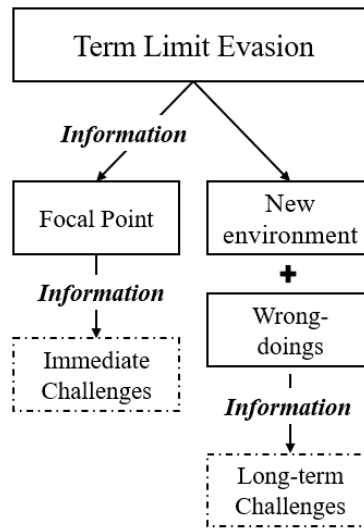 Term Limit Evasion
Information
Focal Point
New
environment
Information
+
Wrong-
doings
Immediate
Challenges
Information
Long-term
Challenges